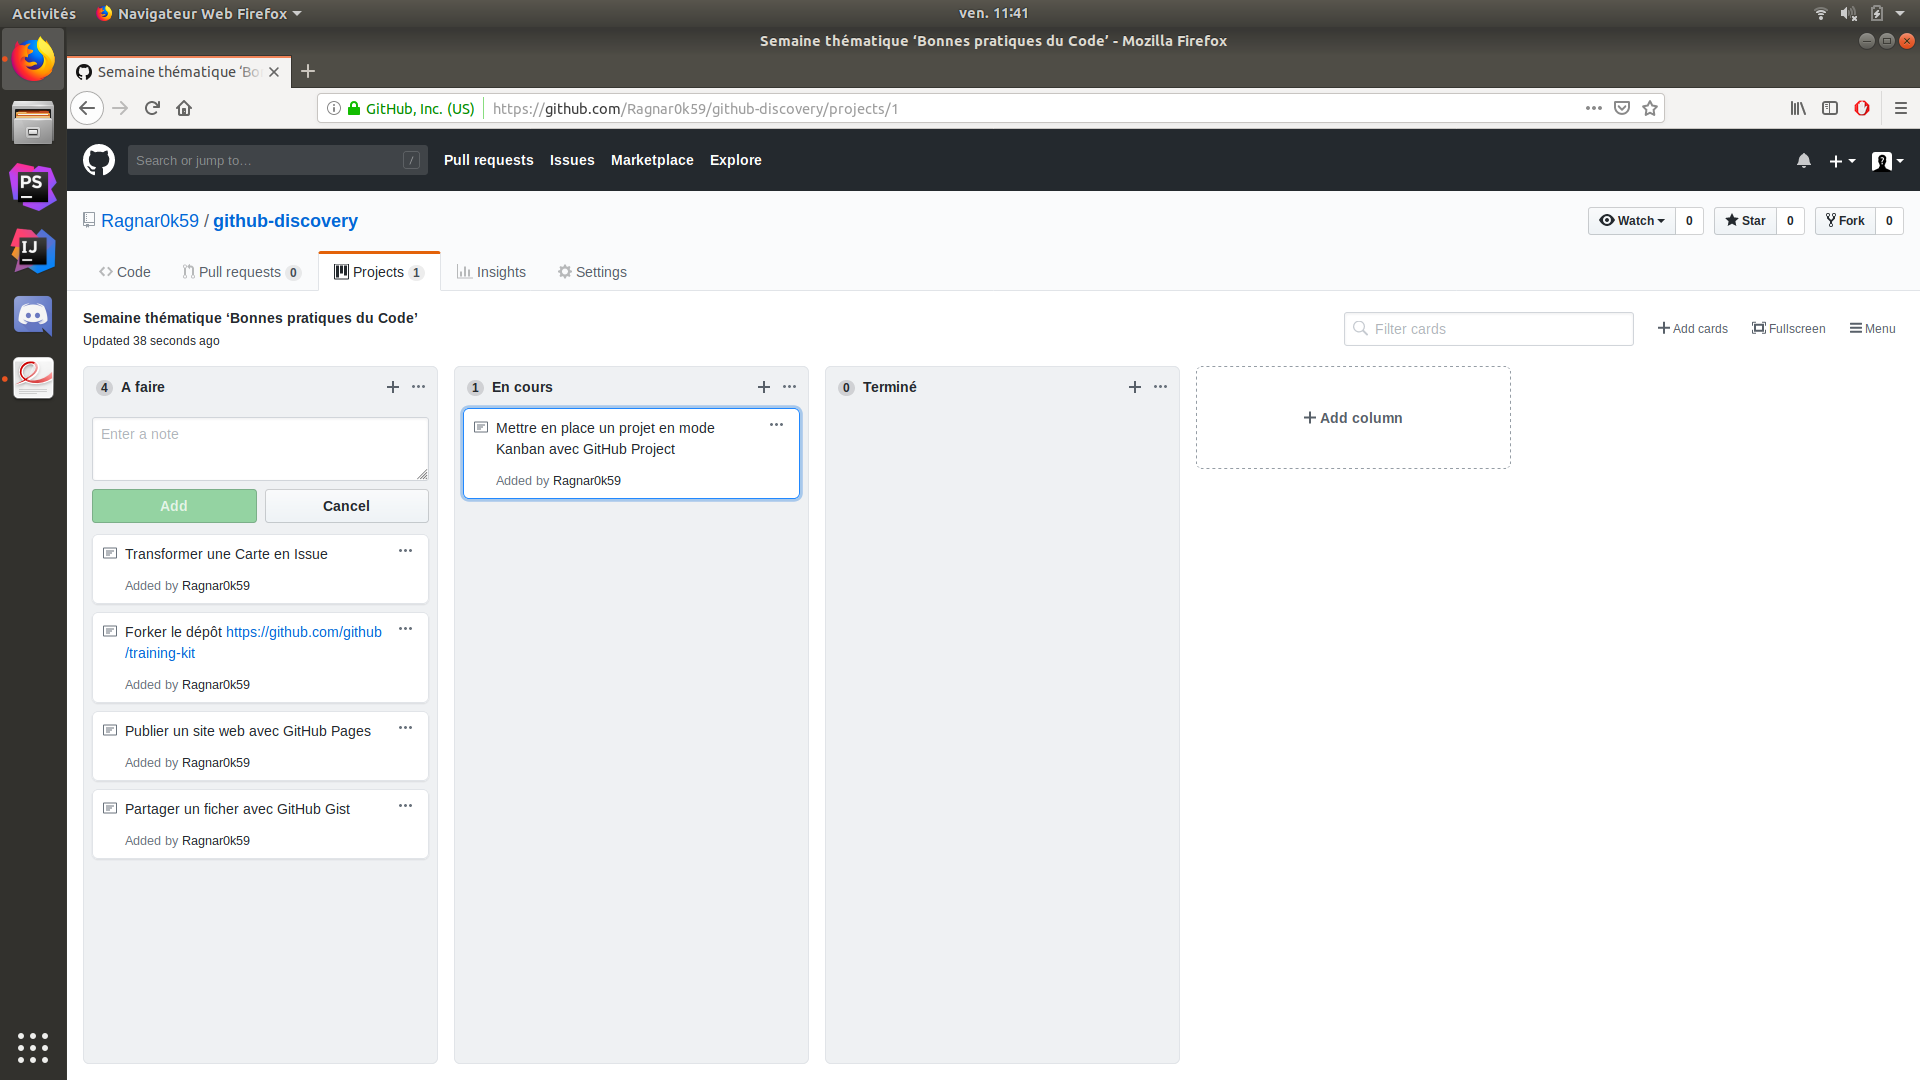 Activités
Navigateur Web Firefox
ven. 11:41
Semaine thématique ‘Bonnes pratiques du Code’ - Mozilla Firefox
Semaine thématique ‘Bo
GitHub, Inc. (US)
https://github.com/Ragnar0k59/github-discovery/projects/1
Search or jump to…
/
Pull requests
Issues
Marketplace
Explore
Ragnar0k59 / github-discovery
Watch 0
Star 0
Fork 0
Code
Pull requests 0
Projects 1
Insights
Settings
Semaine thématique ‘Bonnes pratiques du Code’
Updated 38 seconds ago
Filter cards
Add cards
Fullscreen
Menu
4 A faire
Enter a note
Add
Cancel
Transformer une Carte en Issue
Added by Ragnar0k59
Forker le dépôt https://github.com/github
/training-kit
Added by Ragnar0k59
Publier un site web avec GitHub Pages
Added by Ragnar0k59
Partager un ficher avec GitHub Gist
Added by Ragnar0k59
1 En cours
Mettre en place un projet en mode
Kanban avec GitHub Project
Added by Ragnar0k59
0 Terminé
Add column
PS
IJ